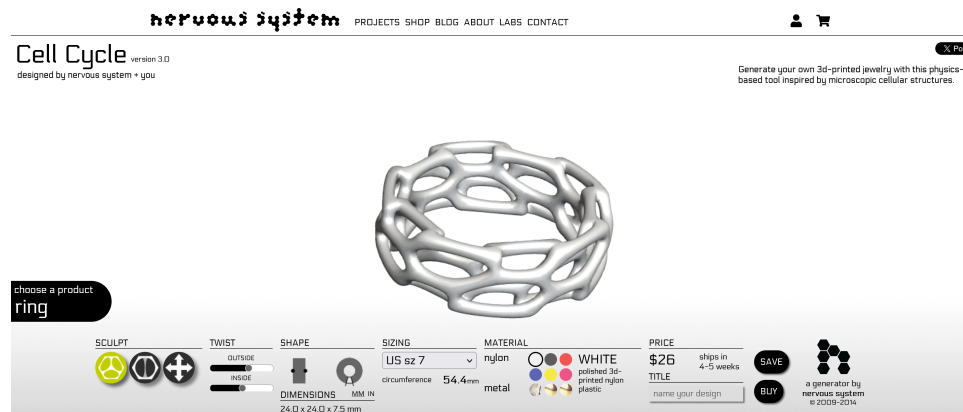 nervous system PROJECTS SHOP BLOG ABOUT LABS CONTACT
Cell Cycle version 3.0
designed by nervous system + you
X Po
Generate your own 3d-printed jewelry with this physics-
based tool inspired by microscopic cellular structures.
choose a product
ring
SCULPT
TWIST
OUTSIDE
INSIDE
SHAPE
DIMENSIONS MM IN
24.0 x 24.0 x 7.5 mm
SIZING
US sz 7
circumference 54.4mm
MATERIAL
nylon
metal
WHITE
polished 3d-
printed nylon
plastic
PRICE
$26
ships in
4-5 weeks
TITLE
name your design
SAVE
BUY
a generator by
nervous system
© 2009-2014